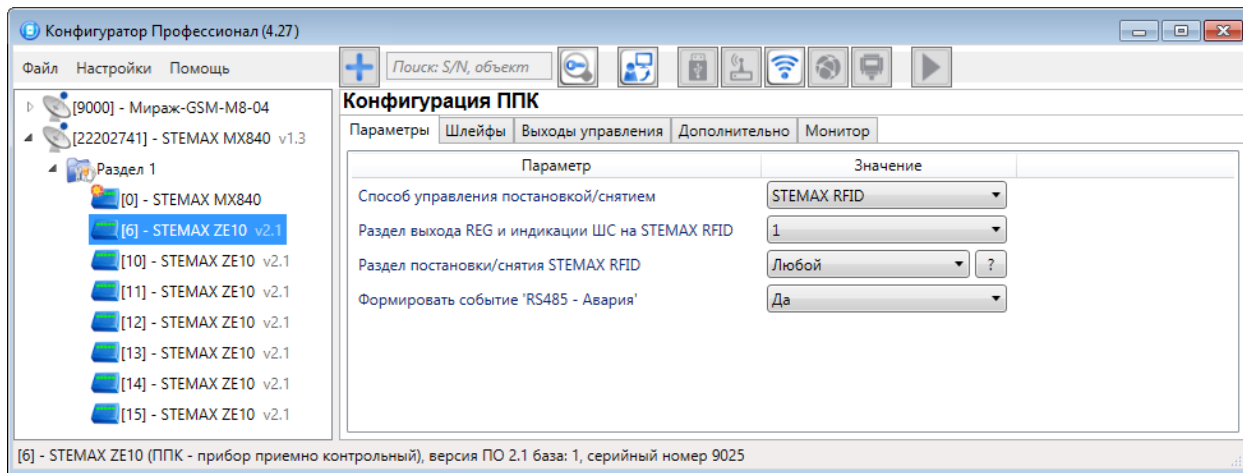 Конфигуратор Профессионал (4.27)
Файл Настройки Помощь
Поиск: S/N, объект
[9000] - Мираж-GSM-M8-04
[22202741] - STEMAX MX840 v1.3
Раздел 1
[0] - STEMAX MX840
[6] - STEMAX ZE10 v2.1
[10] - STEMAX ZE10 v2.1
[11] - STEMAX ZE10 v2.1
[12] - STEMAX ZE10 v2.1
[13] - STEMAX ZE10 v2.1
[14] - STEMAX ZE10 v2.1
[15] - STEMAX ZE10 v2.1
Конфигурация ППК
Параметры Шлейфы Выходы управления Дополнительно Монитор
Параметр Значение
Способ управления постановкой/снятием STEMAX RFID
Раздел выхода REG и индикации ШС на STEMAX RFID 1
Раздел постановки/снятия STEMAX RFID Любой ?
Формировать событие 'RS485 - Авария' Да
[6] - STEMAX ZE10 (ППК - прибор приемно контрольный), версия ПО 2.1 база: 1, серийный номер 9025